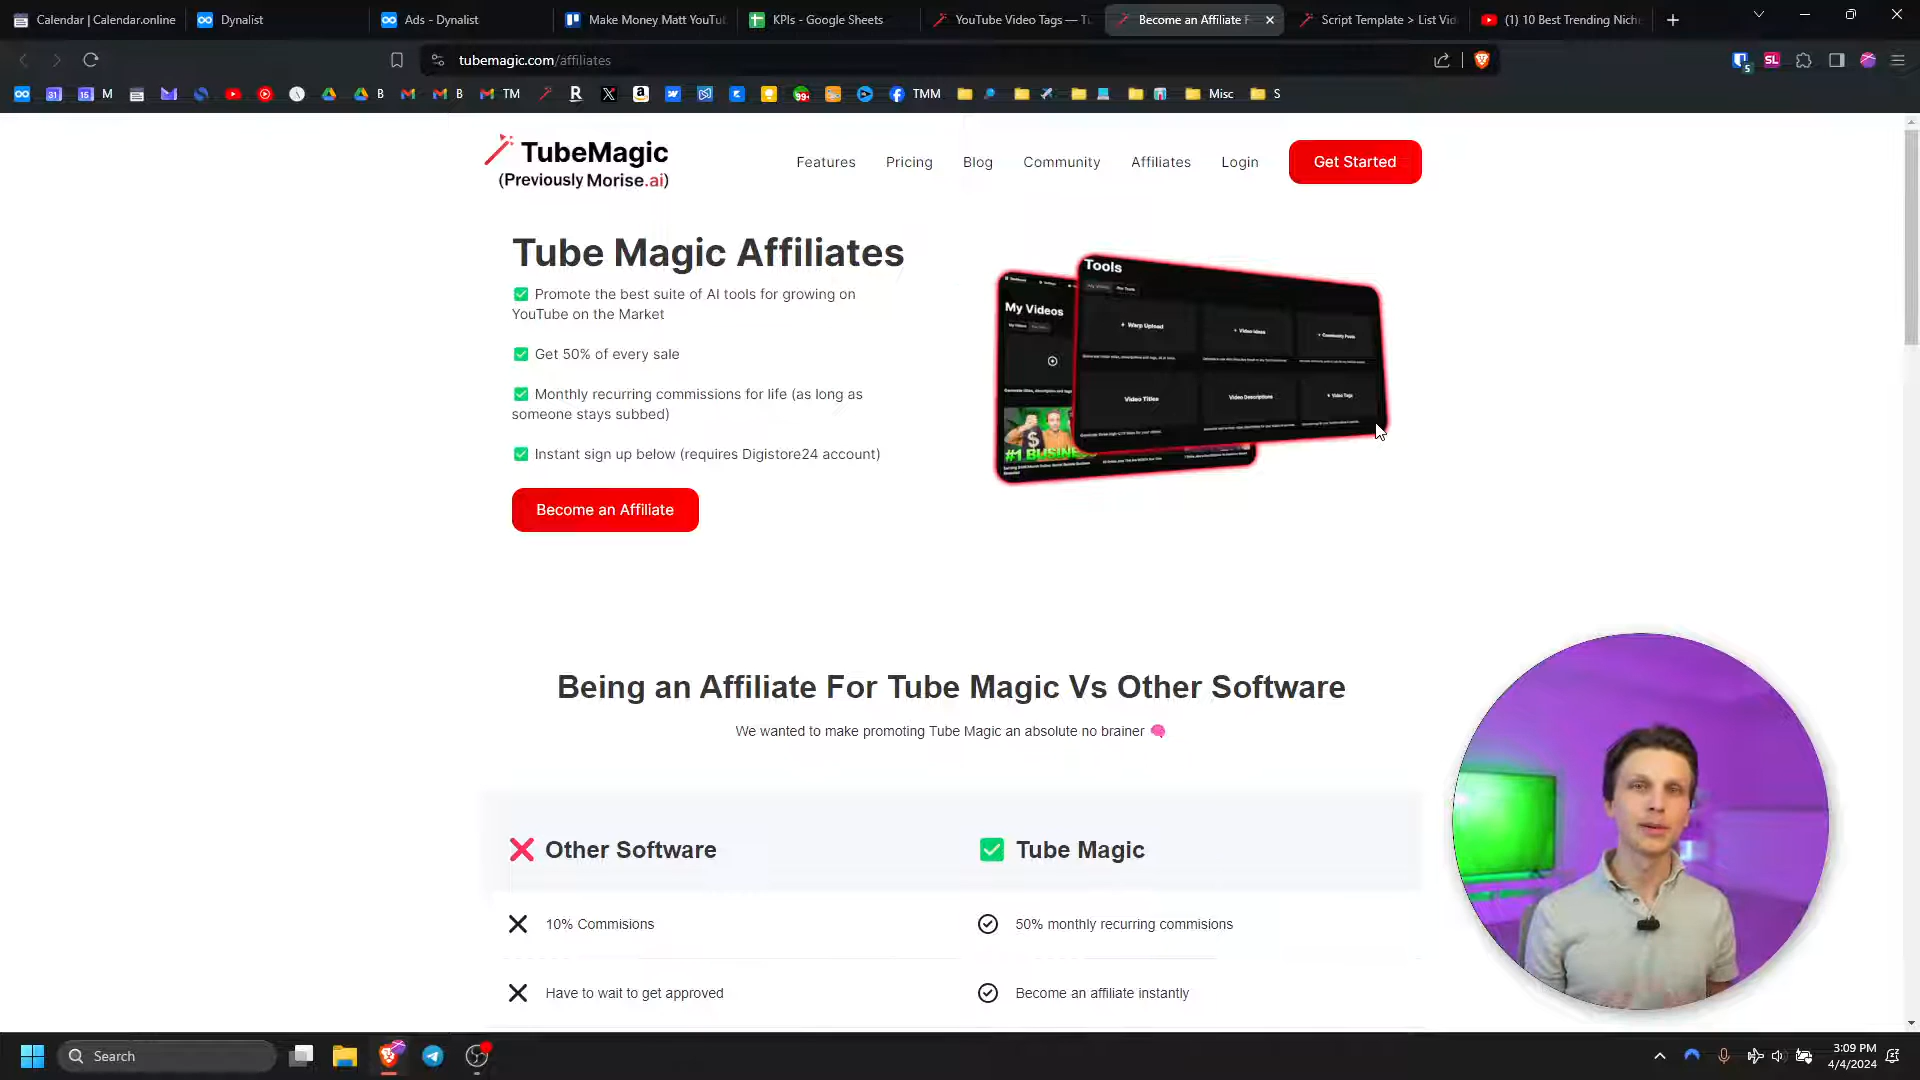 Calendar | Calendar.online
Dynalist
Ads - Dynalist
Make Money Matt YouTu
KPIs - Google Sheets
YouTube Video Tags — Tu
Become an Affiliate F
Script Template > List Vid
(1) 10 Best Trending Niche
tubemagic.com/affiliates
M
B
B
TM
TMM
Misc
S
TubeMagic
(Previously Morise.ai)
Features
Pricing
Blog
Community
Affiliates
Login
Get Started
Tube Magic Affiliates
Promote the best suite of AI tools for growing on
YouTube on the Market
Get 50% of every sale
Monthly recurring commissions for life (as long as
someone stays subbed)
Instant sign up below (requires Digistore24 account)
Become an Affiliate
Tools
My Videos
+ Warp Upload
+ Video Ideas
+ Community Posts
Video Titles
Video Descriptions
+ Video Tags
#1 BUSINESS
Being an Affiliate For Tube Magic Vs Other Software
We wanted to make promoting Tube Magic an absolute no brainer
Other Software
Tube Magic
10% Commisions
50% monthly recurring commisions
Have to wait to get approved
Become an affiliate instantly
Search
3:09 PM
4/4/2024